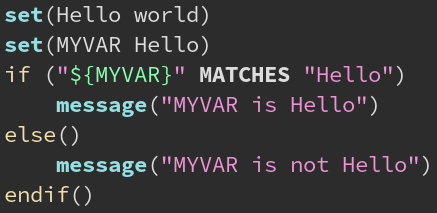 set(Hello world)
set(MYVAR Hello)
if ("${MYVAR}" MATCHES "Hello")
    message("MYVAR is Hello")
else()
    message("MYVAR is not Hello")
endif()